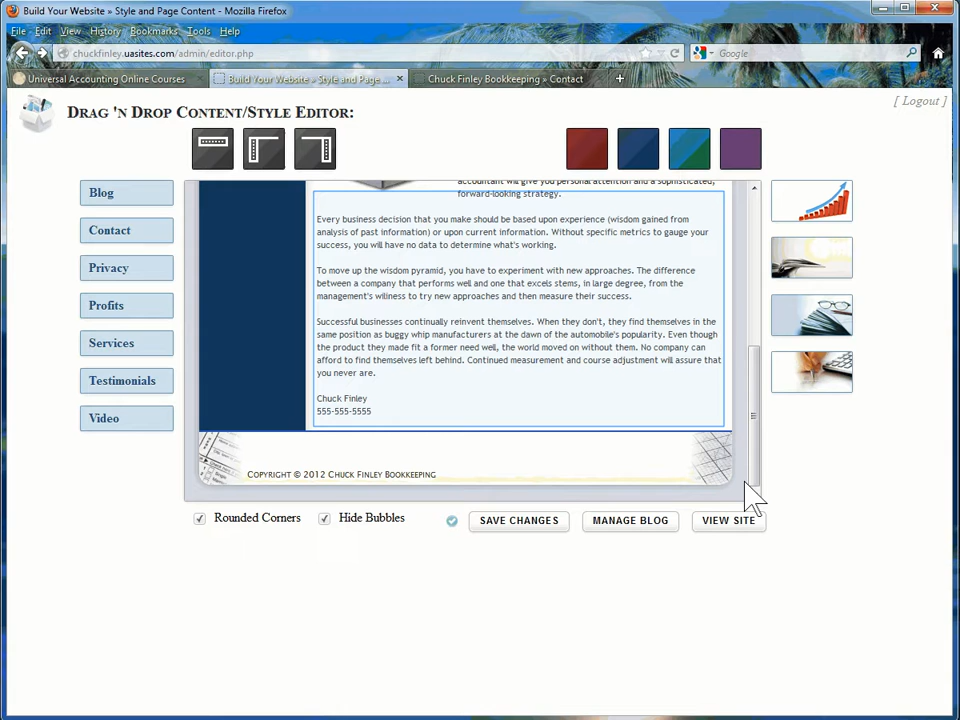 Build Your Website » Style and Page Content - Mozilla Firefox
File Edit View History Bookmarks Tools Help
chuckfinley.uasites.com/admin/editor.php
Google
Universal Accounting Online Courses
Build Your Website » Style and Page ...
Chuck Finley Bookkeeping » Contact
[ Logout ]
DRAG 'N DROP CONTENT/STYLE EDITOR:
Blog
Contact
Privacy
Profits
Services
Testimonials
Video
accountant will give you personal attention and a sophisticated,
forward-looking strategy.
Every business decision that you make should be based upon experience (wisdom gained from
analysis of past information) or upon current information. Without specific metrics to gauge your
success, you will have no data to determine what's working.
To move up the wisdom pyramid, you have to experiment with new approaches. The difference
between a company that performs well and one that excels stems, in large degree, from the
management's wiliness to try new approaches and then measure their success.
Successful businesses continually reinvent themselves. When they don't, they find themselves in the
same position as buggy whip manufacturers at the dawn of the automobile's popularity. Even though
the product they made fit a former need well, the world moved on without them. No company can
afford to find themselves left behind. Continued measurement and course adjustment will assure that
you never are.
Chuck Finley
555-555-5555
COPYRIGHT © 2012 CHUCK FINLEY BOOKKEEPING
Rounded Corners
Hide Bubbles
SAVE CHANGES
MANAGE BLOG
VIEW SITE